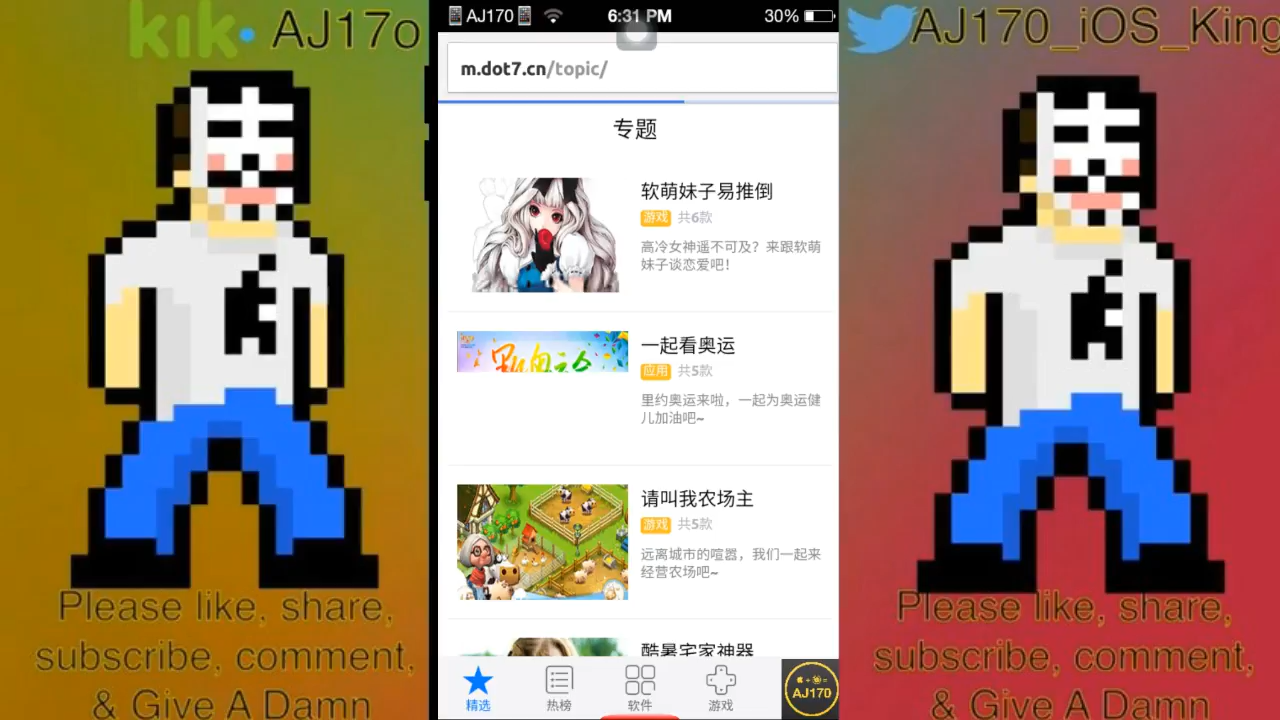 kik• AJ17o
AJ170 6:31 PM 30%
AJ170_iOS_King
m.dot7.cn/topic/
专题
软萌妹子易推倒
游戏 共6款
高冷女神遥不可及？来跟软萌
妹子谈恋爱吧！
一起看奥运
应用 共5款
里约奥运来啦，一起为奥运健
儿加油吧~
请叫我农场主
游戏 共5款
远离城市的喧嚣，我们一起来
经营农场吧~
酷暑宅家神器
精选 热榜 软件 游戏
AJ170
Please like, share,
subscribe, comment,
& Give A Damn
Please like, share,
subscribe, comment,
& Give A Damn